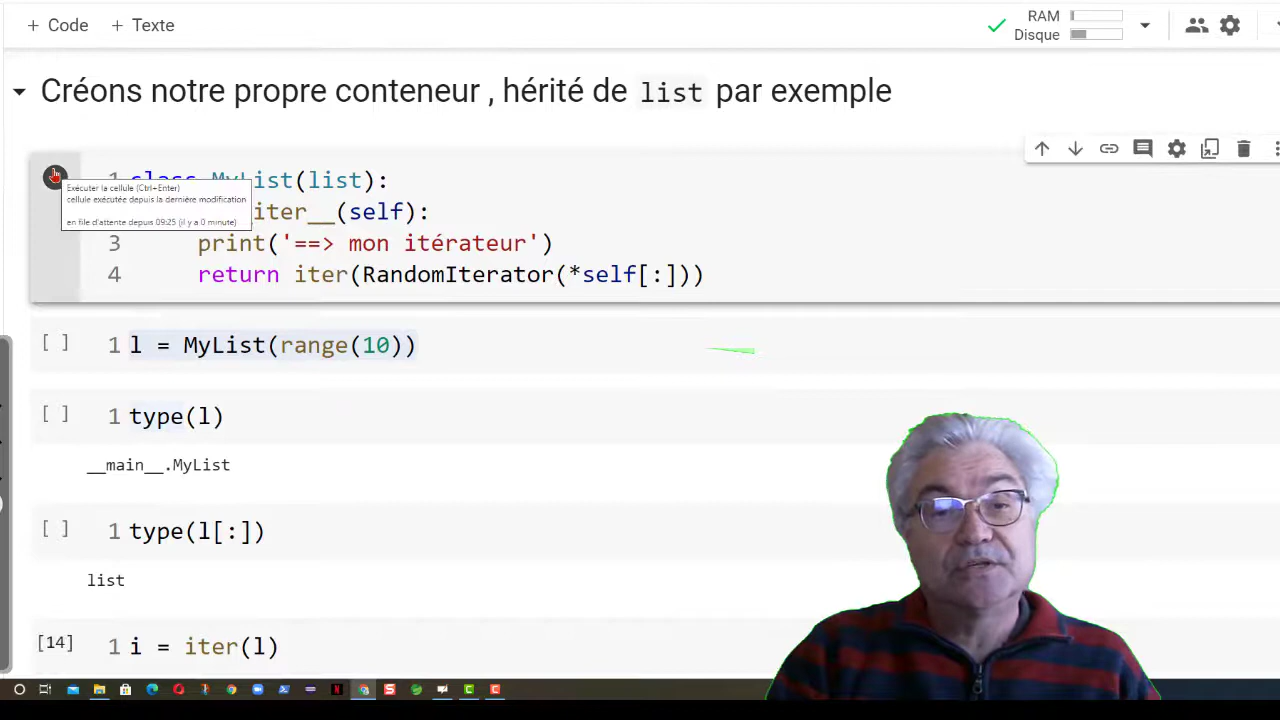 + Code + Texte
RAM
Disque
Créons notre propre conteneur , hérité de list par exemple
1 class MyList(list):
Exécuter la cellule (Ctrl+Enter)
cellule exécutée depuis la dernière modification
en file d'attente depuis 09:25 (il y a 0 minute)
iter__(self):
3 print('==> mon itérateur')
4 return iter(RandomIterator(*self[:]))
[ ] 1 l = MyList(range(10))
[ ] 1 type(l)
__main__.MyList
[ ] 1 type(l[:])
list
[14] 1 i = iter(l)